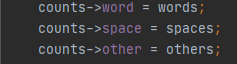 counts->word = words;
counts->space = spaces;
counts->other = others;